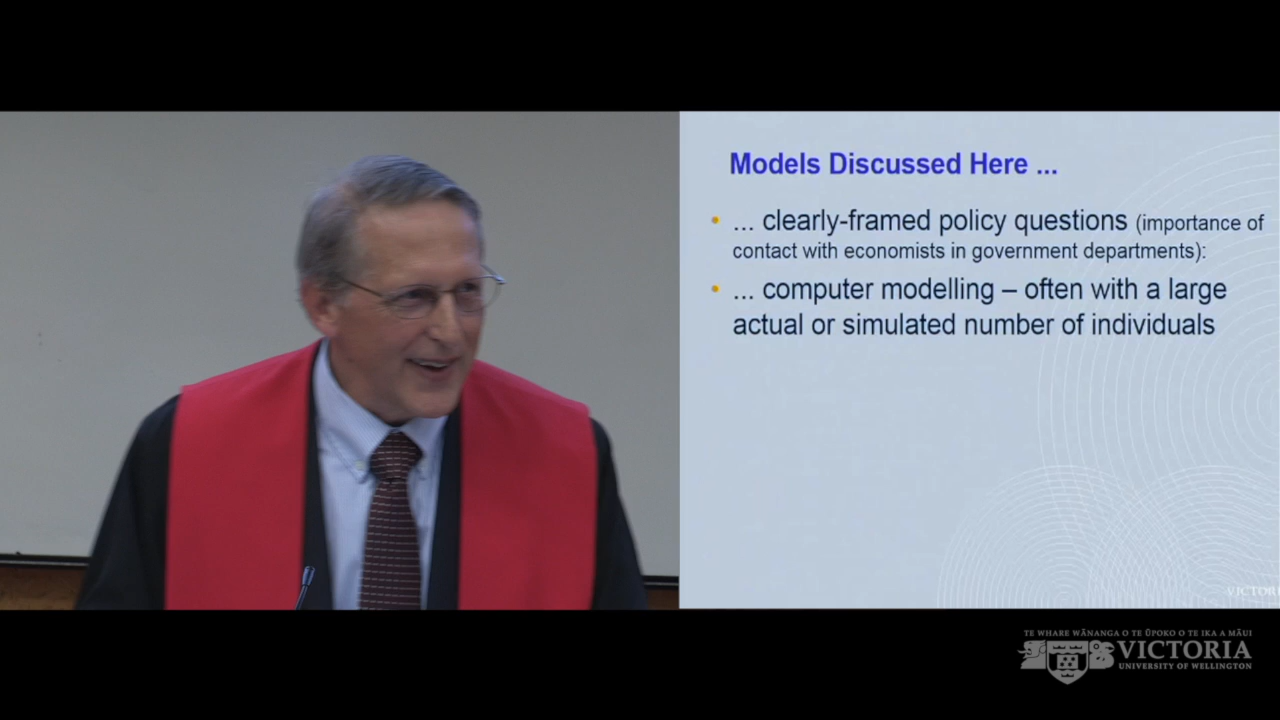 Models Discussed Here ...
• ... clearly-framed policy questions (importance of
contact with economists in government departments):
• ... computer modelling – often with a large
actual or simulated number of individuals
TE WHARE WĀNANGA O TE ŪPOKO O TE IKA A MĀUI
VICTORIA
UNIVERSITY OF WELLINGTON